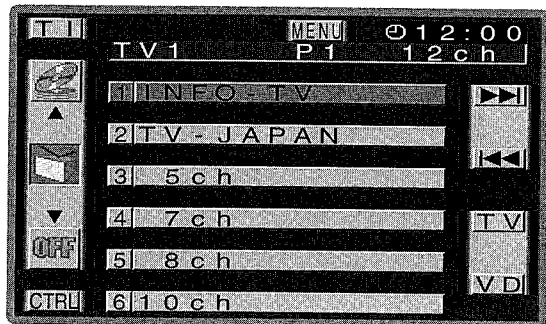 TI MENU 12:00
TV1 P1 12ch
1 INFO-TV
2 TV-JAPAN
3 5ch
4 7ch
TV
OFF
5 8ch
VD
CTRL 6 10ch